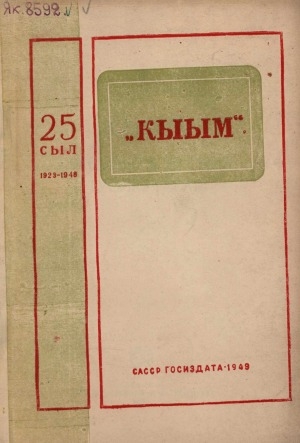 Як. 8592
25
СЫЛ
1923-1948
„КЫЫМ“
САССР ГОСИЗДАТА-1949